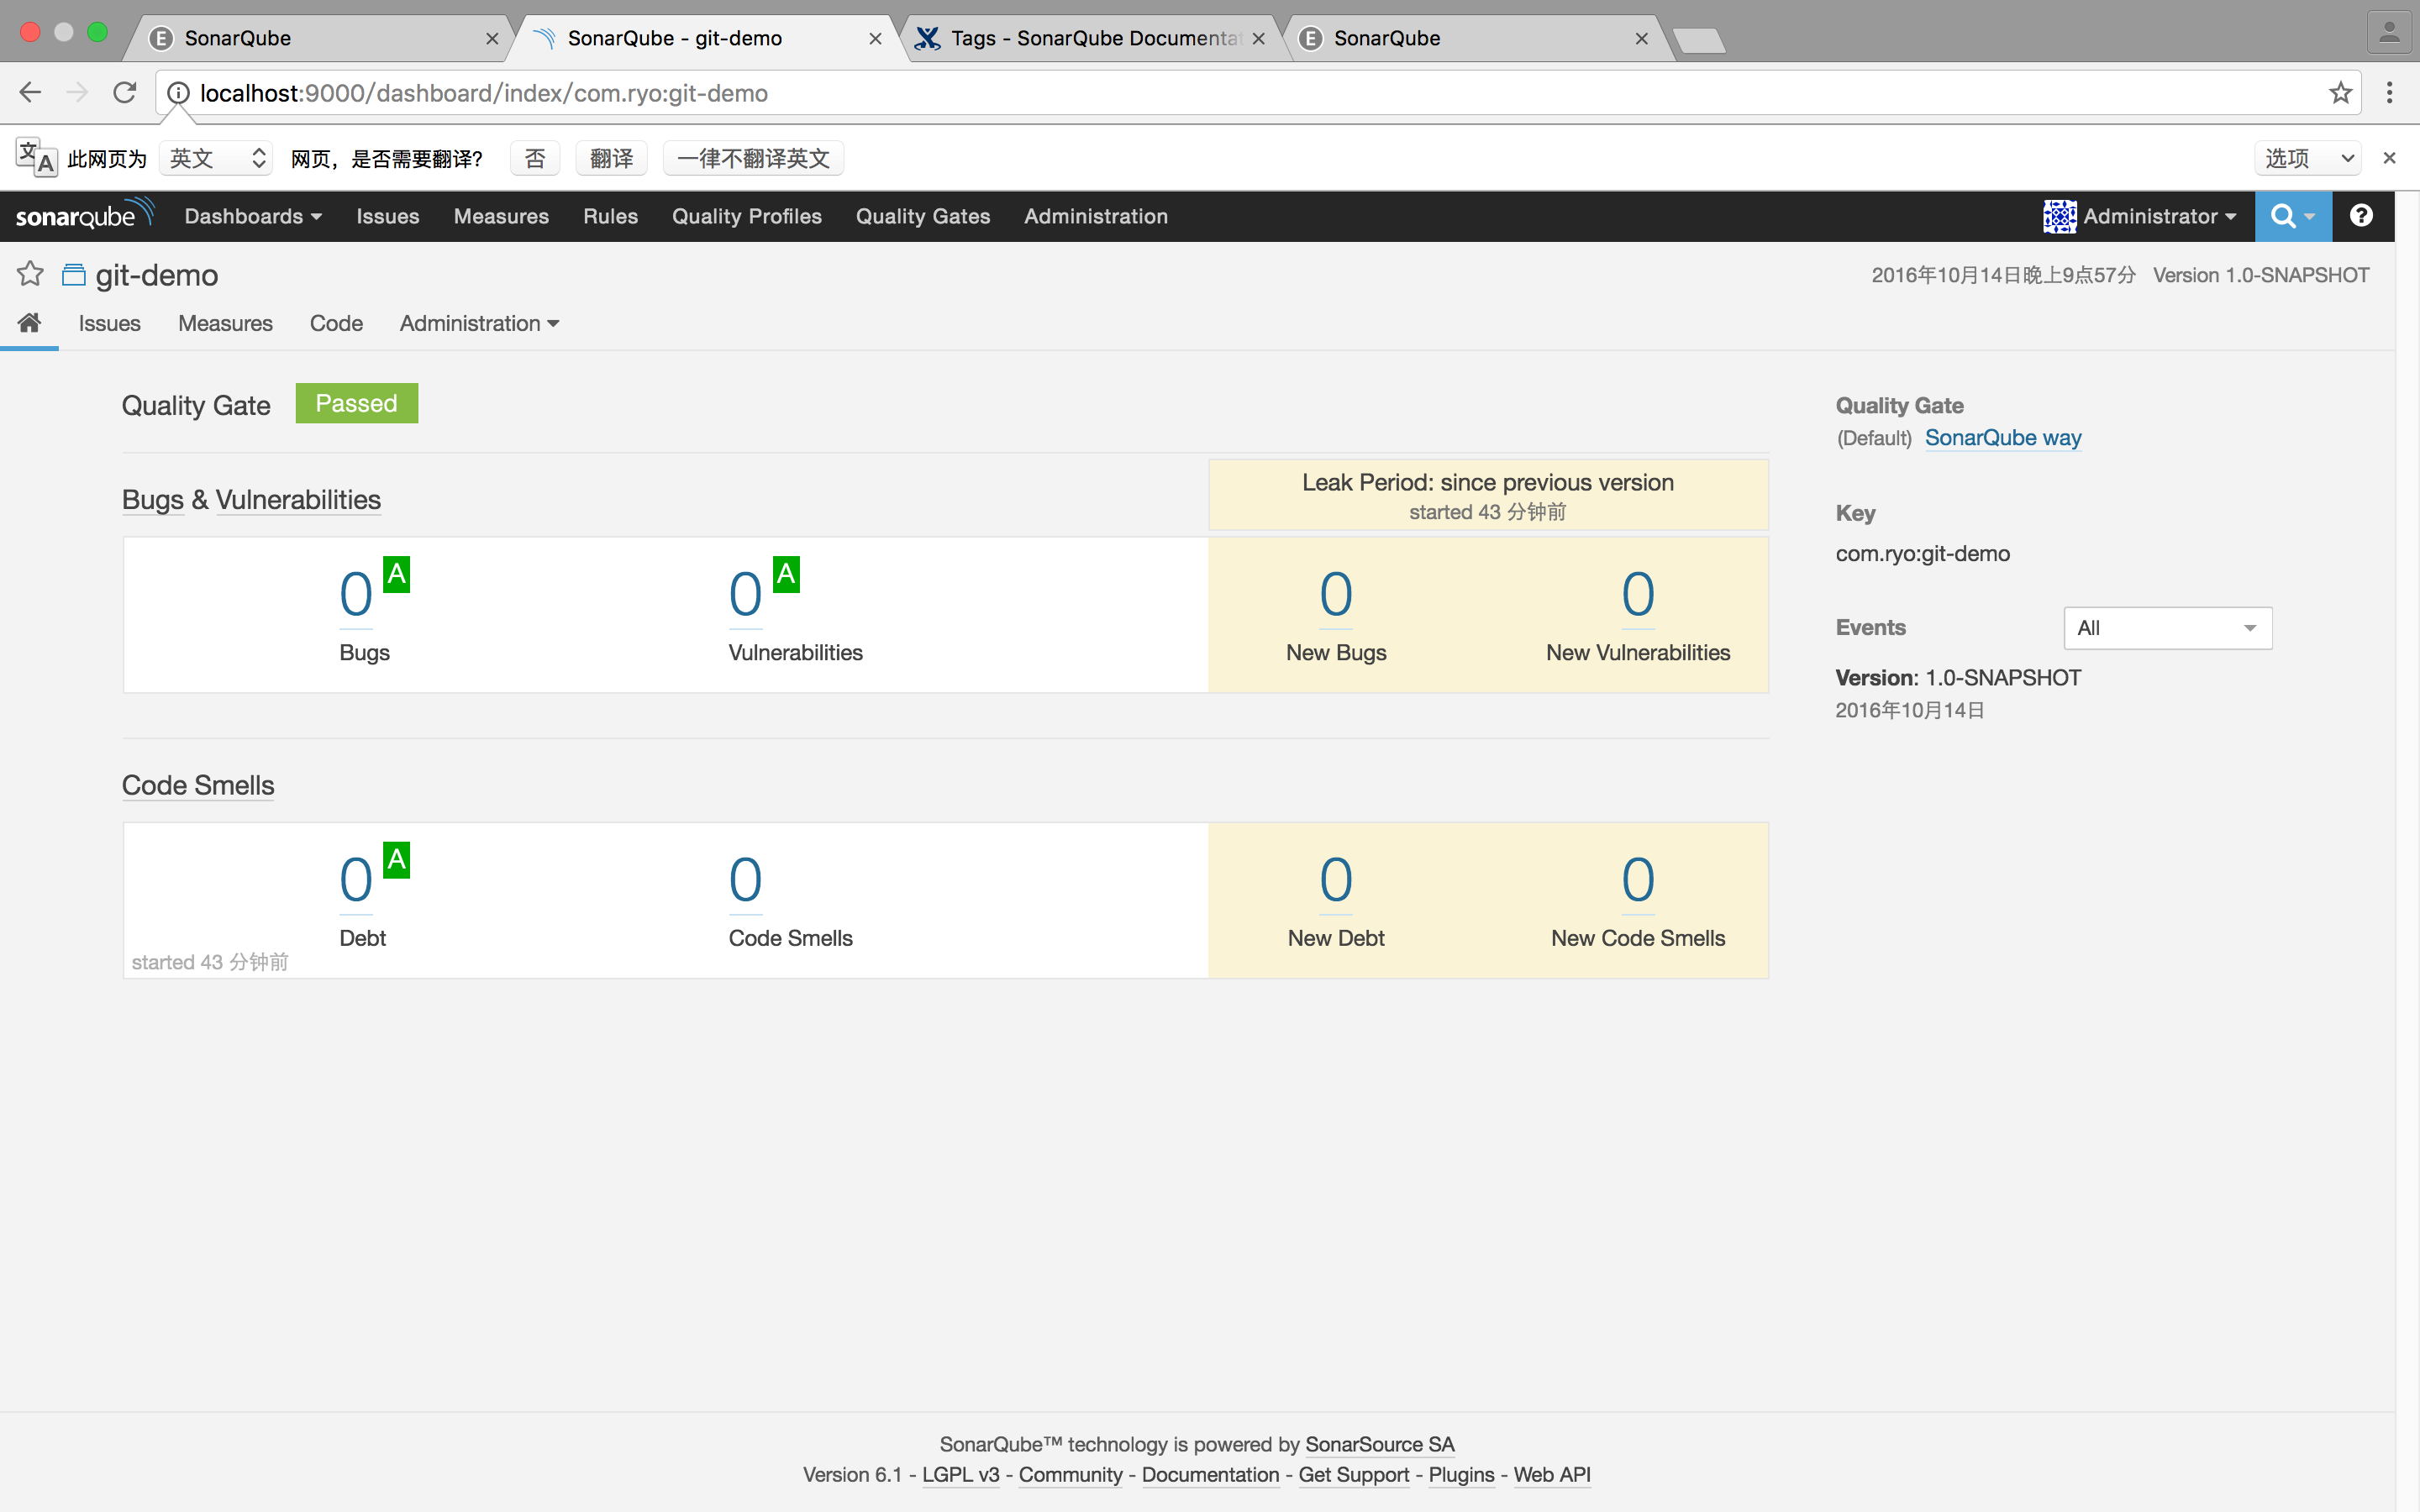 SonarQube
SonarQube - git-demo
Tags - SonarQube Documentat
SonarQube
localhost:9000/dashboard/index/com.ryo:git-demo
此网页为 英文 网页，是否需要翻译? 否 翻译 一律不翻译英文 选项
sonarqube Dashboards Issues Measures Rules Quality Profiles Quality Gates Administration Administrator
git-demo 2016年10月14日晚上9点57分 Version 1.0-SNAPSHOT
Issues Measures Code Administration
Quality Gate Passed
Leak Period: since previous version
started 43 分钟前
Bugs & Vulnerabilities
0 A 0 A 0 0
Bugs Vulnerabilities New Bugs New Vulnerabilities
Code Smells
0 A 0 0 0
Debt Code Smells New Debt New Code Smells
started 43 分钟前
Quality Gate
(Default) SonarQube way
Key
com.ryo:git-demo
Events All
Version: 1.0-SNAPSHOT
2016年10月14日
SonarQube™ technology is powered by SonarSource SA
Version 6.1 - LGPL v3 - Community - Documentation - Get Support - Plugins - Web API